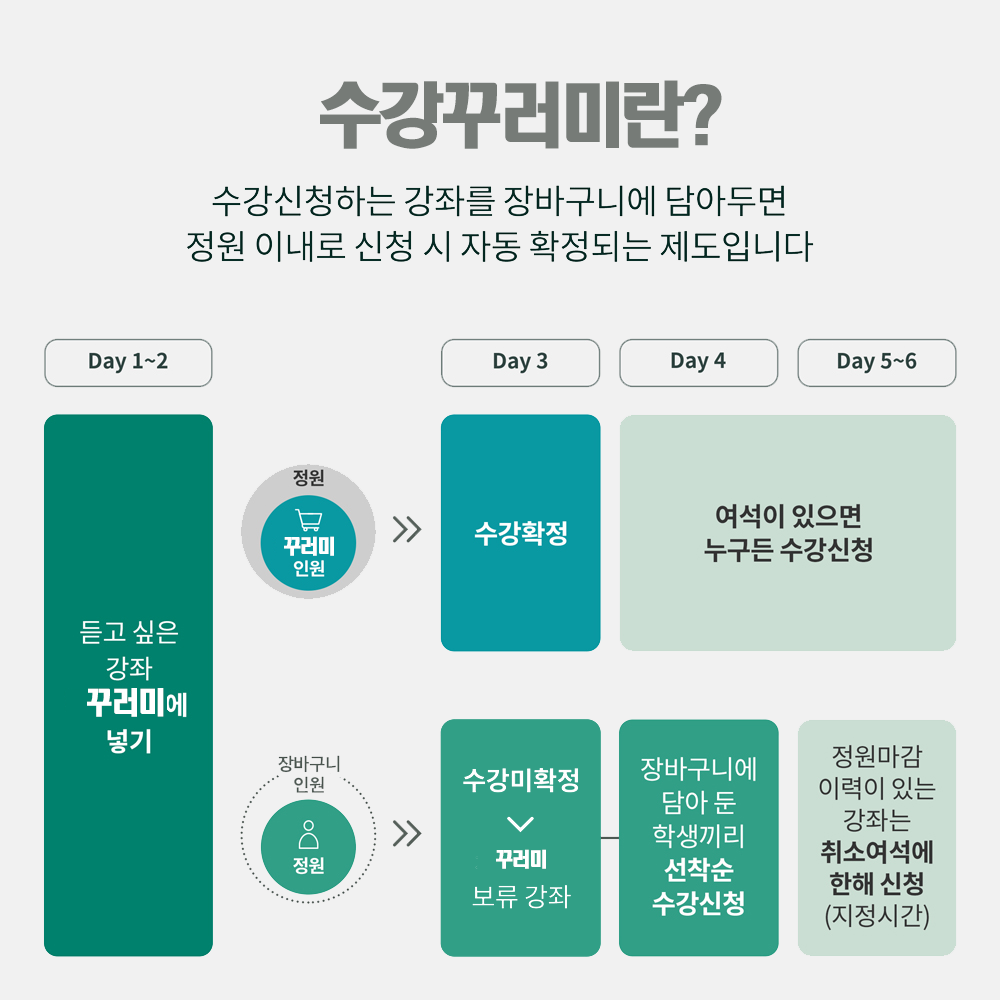 수강꾸러미란?
수강신청하는 강좌를 장바구니에 담아두면
정원 이내로 신청 시 자동 확정되는 제도입니다
Day 1~2
Day 3
Day 4
Day 5~6
듣고 싶은
강좌
꾸러미에
넣기
정원
꾸러미
인원
수강확정
여석이 있으면
누구든 수강신청
장바구니
인원
정원
수강미확정
꾸러미
보류 강좌
장바구니에
담아 둔
학생끼리
선착순
수강신청
정원마감
이력이 있는
강좌는
취소여석에
한해 신청
(지정시간)